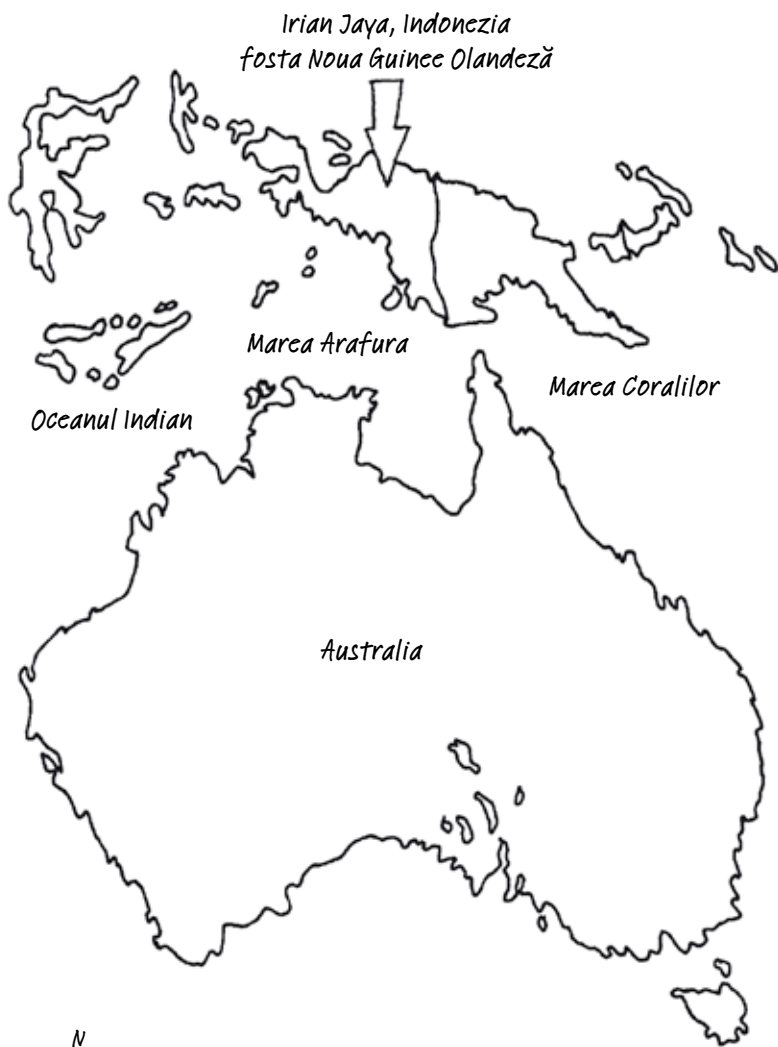 Irian Jaya, Indonezia
fosta Noua Guinee Olandeză
Marea Arafura
Marea Coralilor
Oceanul Indian
Australia
N